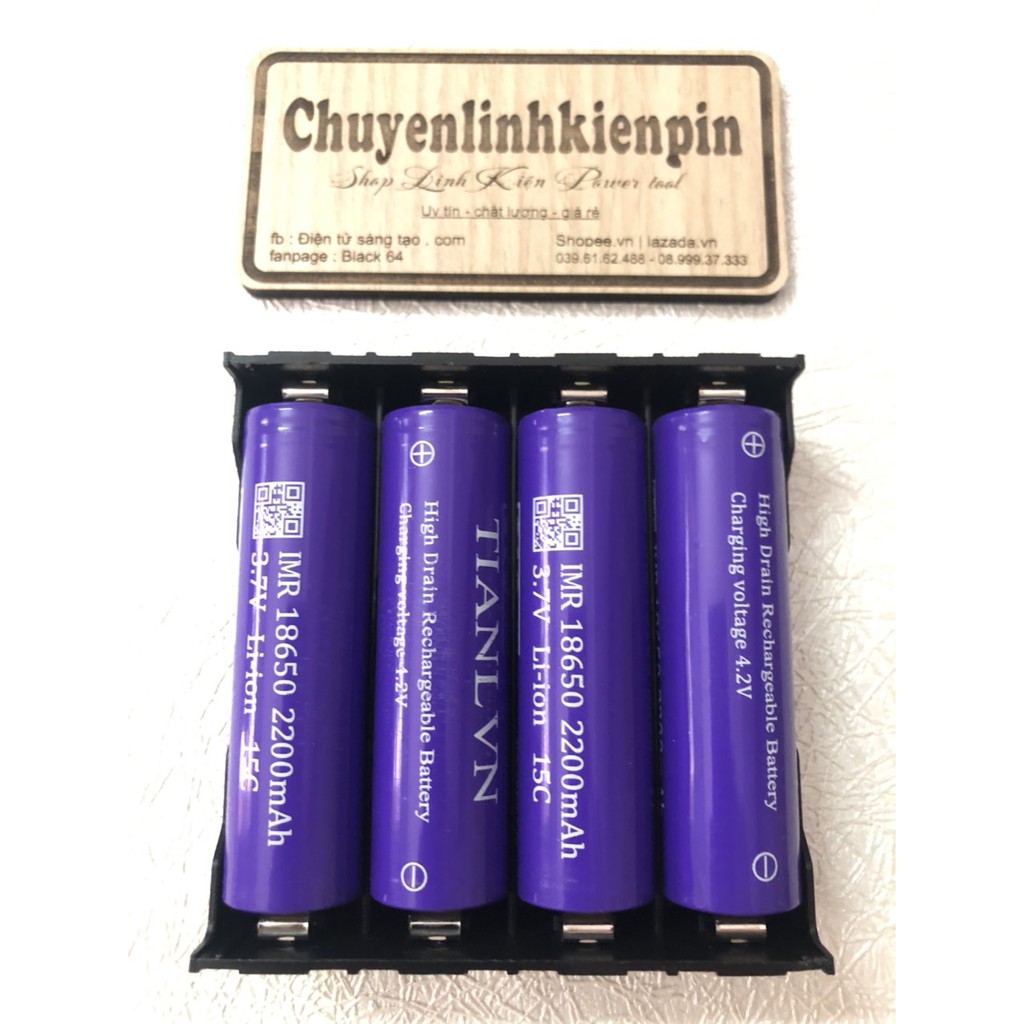 Chuyenlinhkienpin
Shop Linh Kiện Power tool
Uy tín - chất lượng - giá rẻ
fb : Điện tử sáng tạo . com
fanpage : Black 64
Shopee.vn | lazada.vn
039.61.62.488 - 08.999.37.333
IMR 18650 2200mAh
3.7V Li-ion 15C
High Drain Rechargeable Battery
Charging voltage 4.2V
TIANLVN
IMR 18650 2200mAh
3.7V Li-ion 15C
High Drain Rechargeable Battery
Charging voltage 4.2V